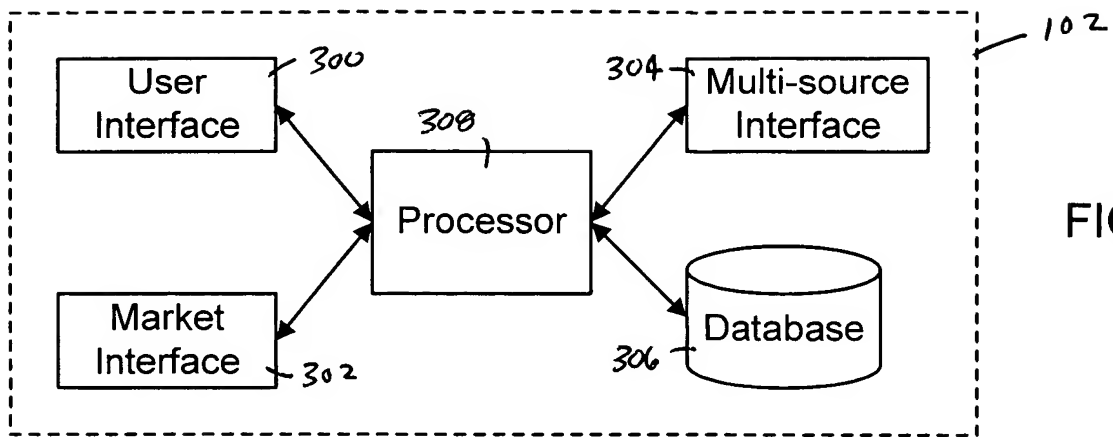 102
300
User
Interface
304
Multi-source
Interface
308
Processor
FIG
Market
Interface
302
Database
306